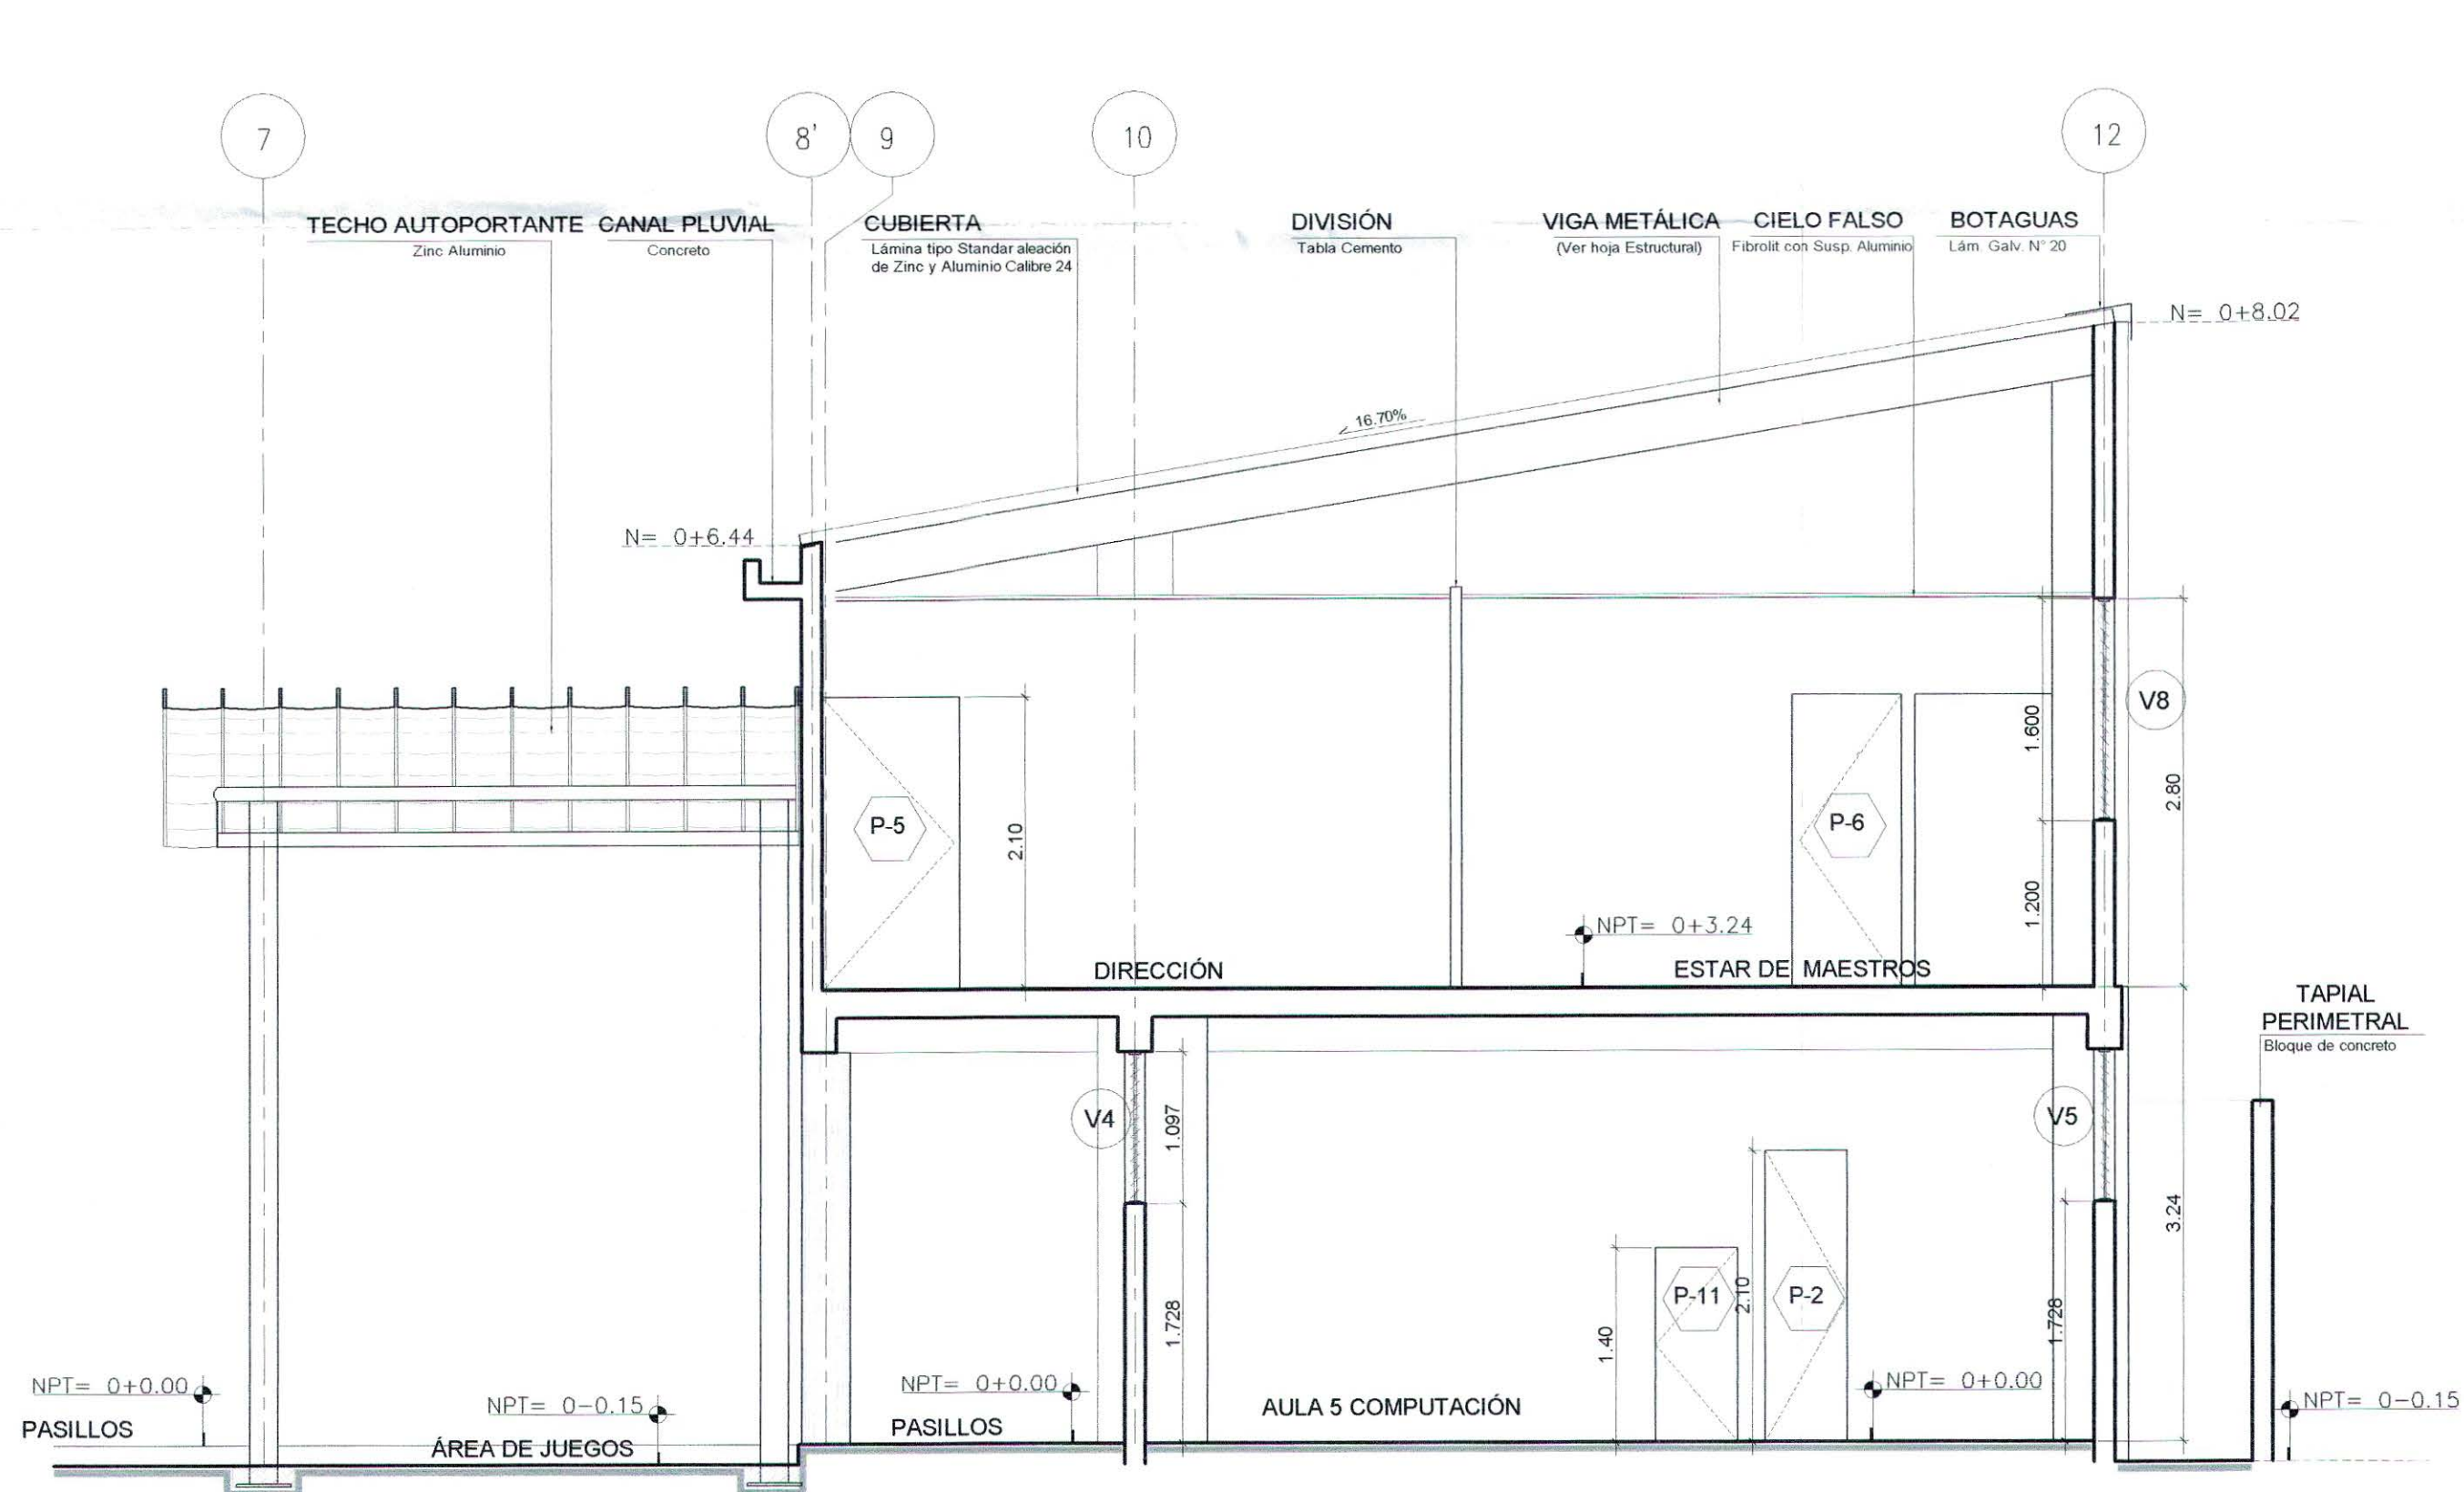 7
8'
9
10
12
TECHO AUTOPORTANTE
Zinc Aluminio
CANAL PLUVIAL
Concreto
CUBIERTA
Lámina tipo Standar aleación
de Zinc y Aluminio Calibre 24
DIVISIÓN
Tabla Cemento
VIGA METÁLICA
(Ver hoja Estructural)
CIELO FALSO
Fibrolit con Susp. Aluminio
BOTAGUAS
Lám. Galv. N° 20
N= 0+8.02
16.70%
N= 0+6.44
V8
1.600
2.80
P-5
2.10
P-6
1.200
NPT= 0+3.24
DIRECCIÓN
ESTAR DE MAESTROS
TAPIAL
PERIMETRAL
Bloque de concreto
V4
1.097
V5
3.24
P-11
2.10
P-2
1.728
1.40
1.728
NPT= 0+0.00
PASILLOS
NPT= 0-0.15
ÁREA DE JUEGOS
NPT= 0+0.00
PASILLOS
AULA 5 COMPUTACIÓN
NPT= 0+0.00
NPT= 0-0.15